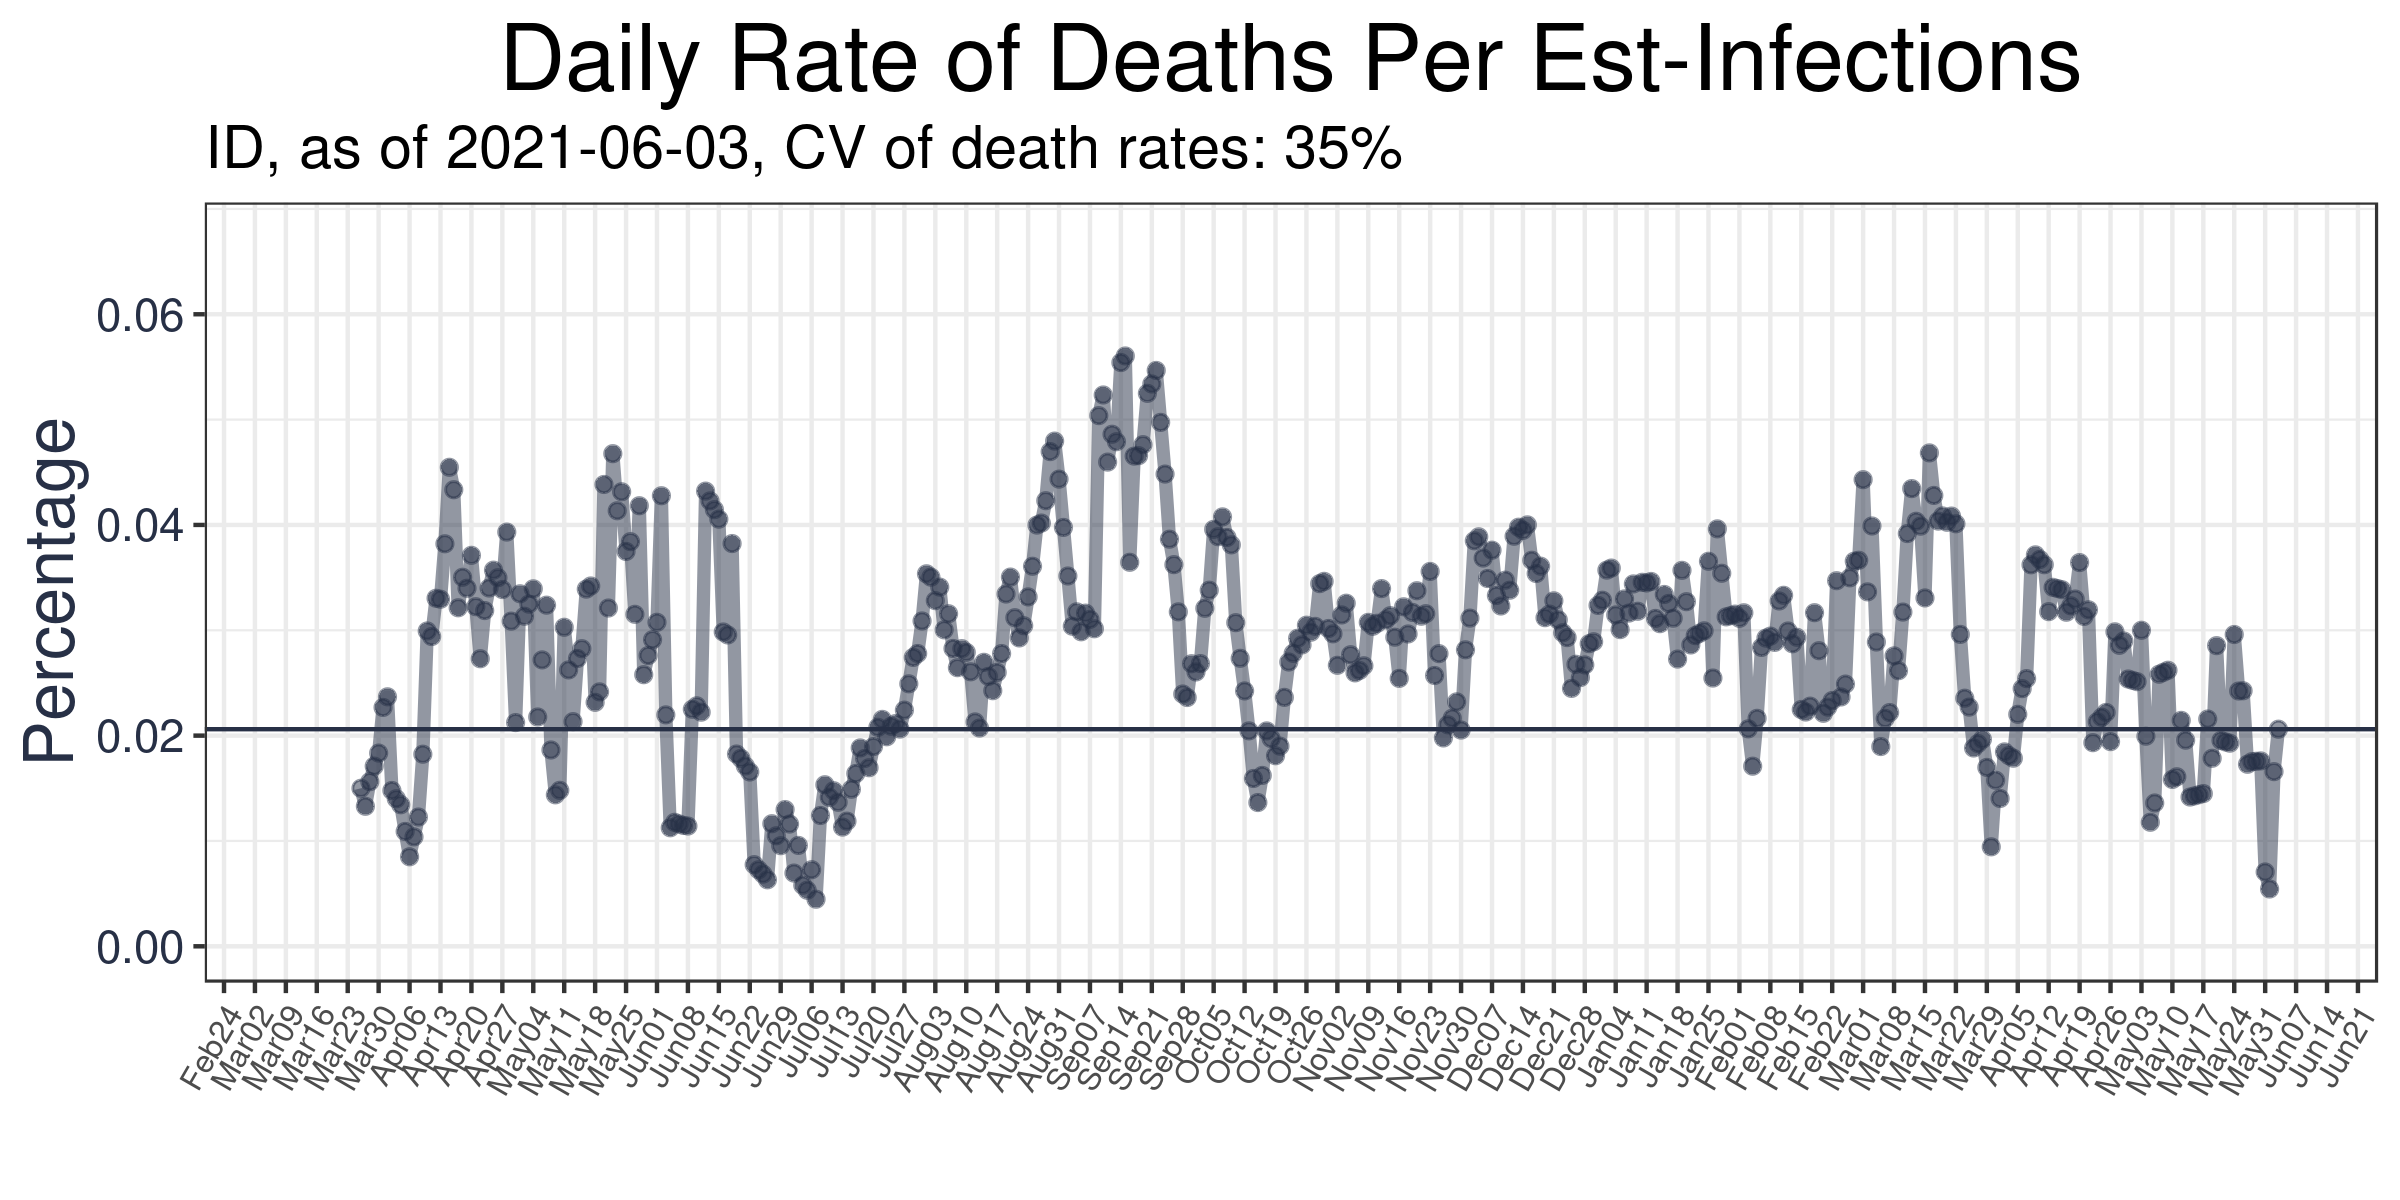 Daily Rate of Deaths Per Est-Infections
ID, as of 2021-06-03, CV of death rates: 35%
Percentage
0.06
0.04
0.02
0.00
Feb24
Mar02
Mar09
Mar16
Mar23
Mar30
Apr06
Apr13
Apr20
Apr27
May04
May11
May18
May25
Jun01
Jun08
Jun15
Jun22
Jun29
Jul06
Jul13
Jul20
Jul27
Aug03
Aug10
Aug17
Aug24
Aug31
Sep07
Sep14
Sep21
Sep28
Oct05
Oct12
Oct19
Oct26
Nov02
Nov09
Nov16
Nov23
Nov30
Dec07
Dec14
Dec21
Dec28
Jan04
Jan11
Jan18
Jan25
Feb01
Feb08
Feb15
Feb22
Mar01
Mar08
Mar15
Mar22
Mar29
Apr05
Apr12
Apr19
Apr26
May03
May10
May17
May24
May31
Jun07
Jun14
Jun21